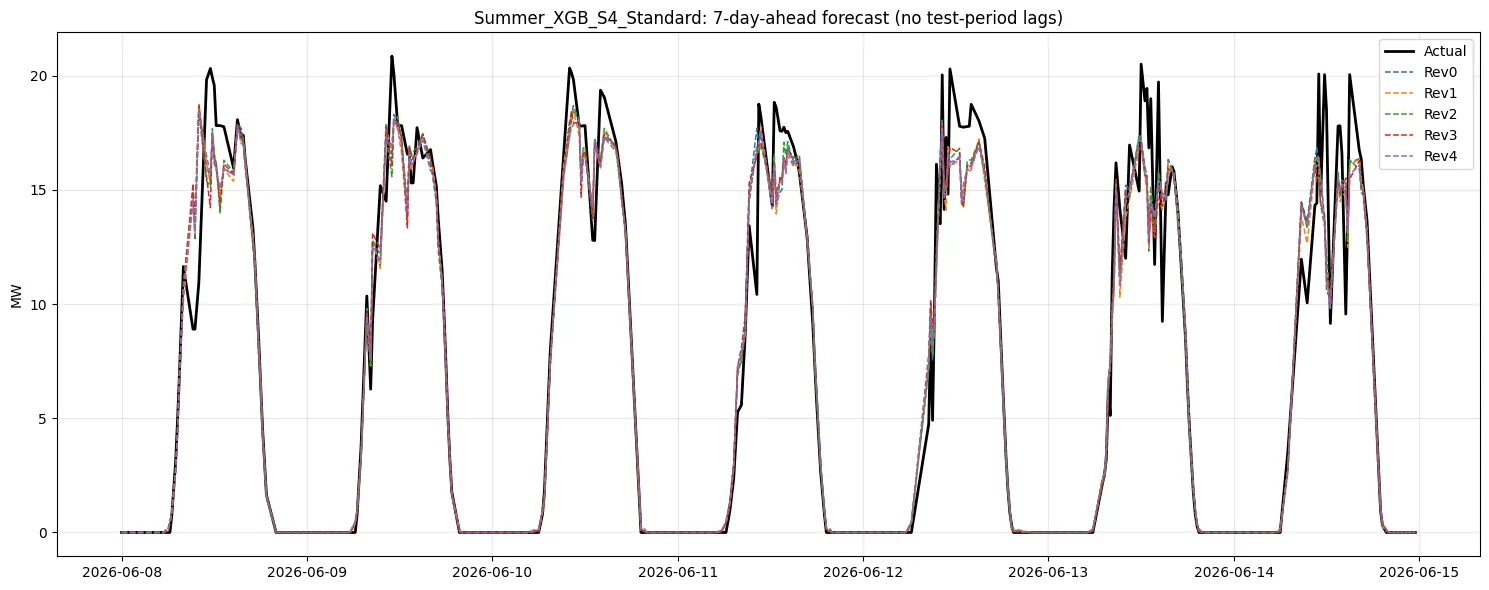 Summer_XGB_S4_Standard: 7-day-ahead forecast (no test-period lags)
Actual
Rev0
Rev1
Rev2
Rev3
Rev4
MW
20
15
10
5
0
2026-06-08
2026-06-09
2026-06-10
2026-06-11
2026-06-12
2026-06-13
2026-06-14
2026-06-15